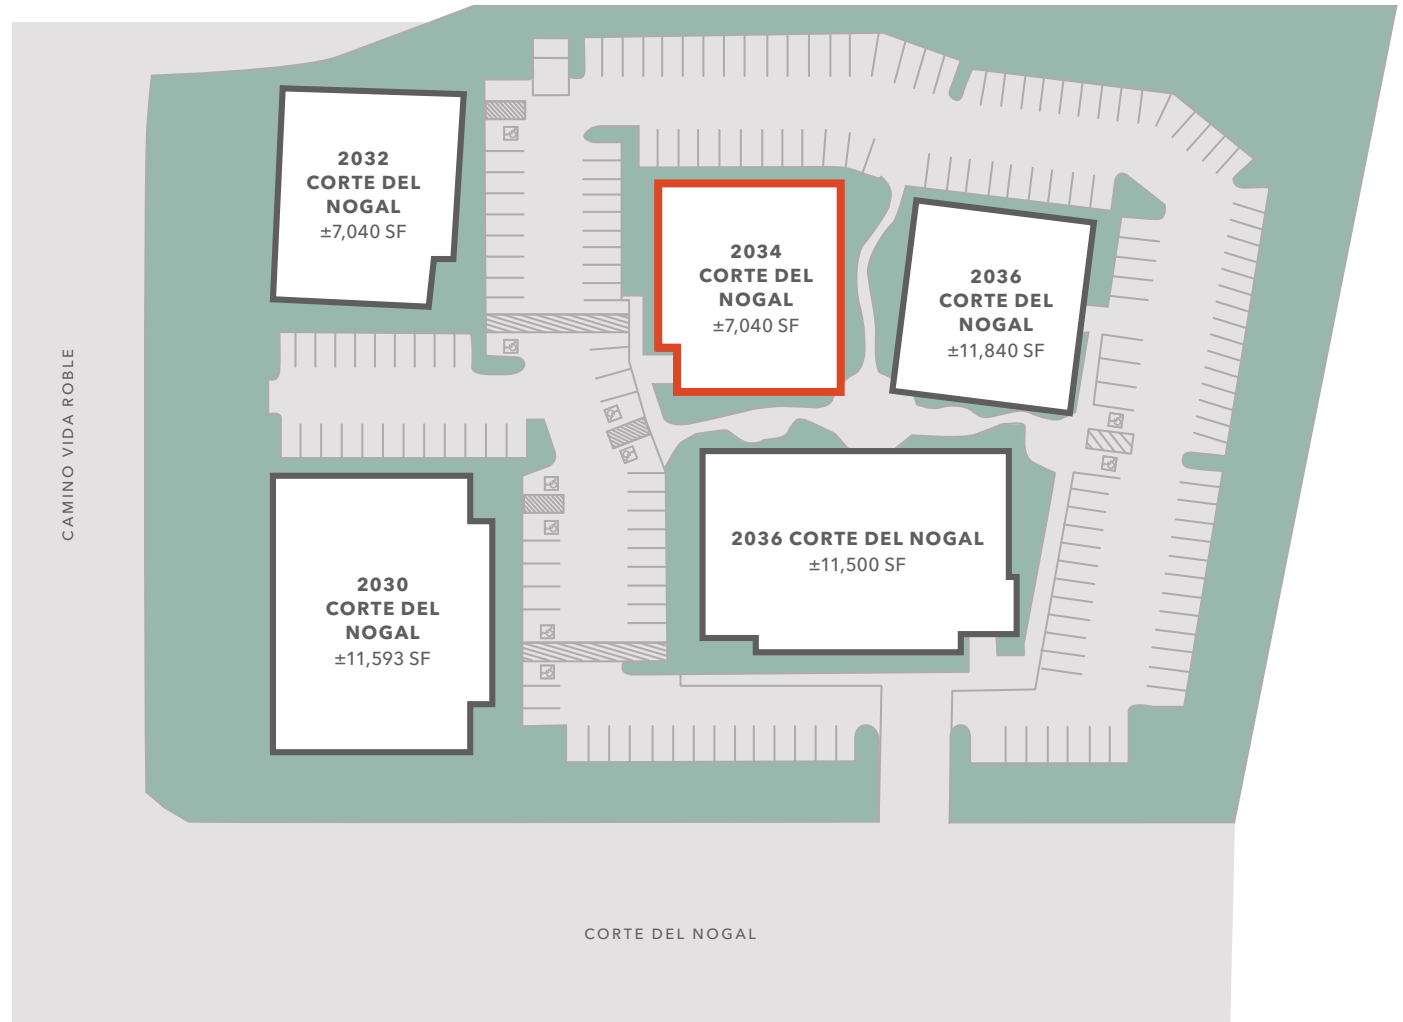 2032
CORTE DEL
NOGAL
±7,040 SF
2034
CORTE DEL
NOGAL
±7,040 SF
2036
CORTE DEL
NOGAL
±11,840 SF
CAMINO VIDA ROBLE
2030
CORTE DEL
NOGAL
±11,593 SF
2036 CORTE DEL NOGAL
±11,500 SF
CORTE DEL NOGAL